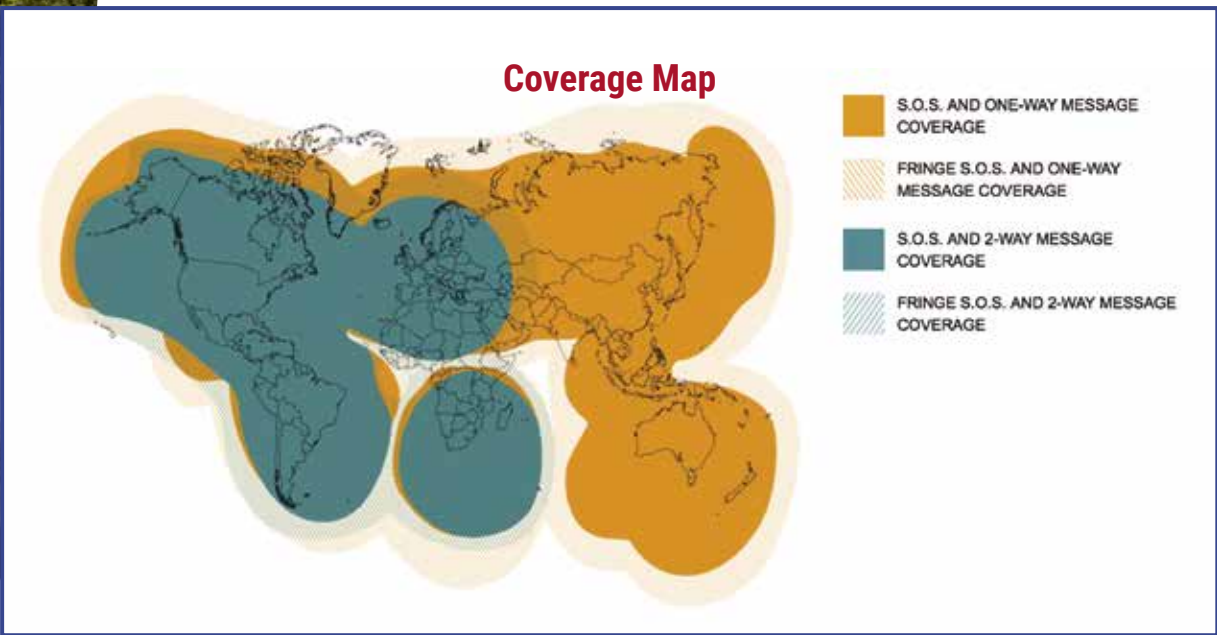 Coverage Map
S.O.S. AND ONE-WAY MESSAGE
COVERAGE
FRINGE S.O.S. AND ONE-WAY
MESSAGE COVERAGE
S.O.S. AND 2-WAY MESSAGE
COVERAGE
FRINGE S.O.S. AND 2-WAY MESSAGE
COVERAGE